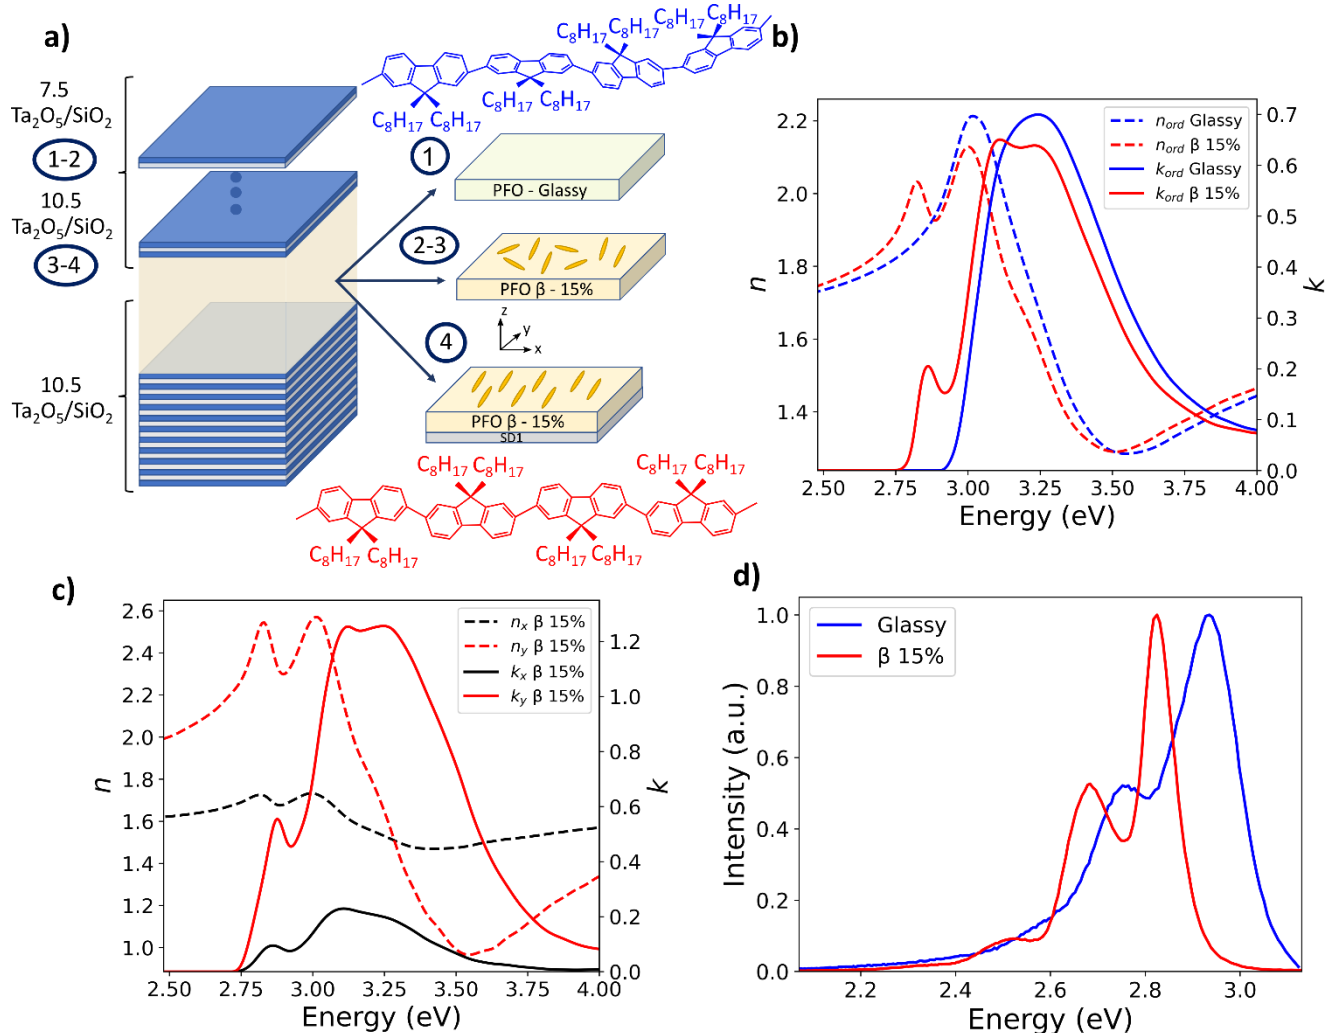 a)
7.5
Ta₂O₅/SiO₂
1-2
10.5
Ta₂O₅/SiO₂
3-4
10.5
Ta₂O₅/SiO₂
C₈H₁₇ C₈H₁₇
C₈H₁₇ C₈H₁₇
C₈H₁₇ C₈H₁₇
C₈H₁₇ C₈H₁₇
1
PFO - Glassy
2-3
PFO β - 15%
z
y
x
4
PFO β - 15%
SD1
C₈H₁₇ C₈H₁₇
C₈H₁₇ C₈H₁₇
C₈H₁₇ C₈H₁₇
C₈H₁₇ C₈H₁₇
b)
n_ord Glassy
n_ord β 15%
k_ord Glassy
k_ord β 15%
2.2
2.0
1.8
1.6
1.4
n
0.7
0.6
0.5
0.4
0.3
0.2
0.1
0.0
k
2.50 2.75 3.00 3.25 3.50 3.75 4.00
Energy (eV)
c)
n_x β 15%
n_y β 15%
k_x β 15%
k_y β 15%
2.6
2.4
2.2
2.0
1.8
1.6
1.4
1.2
1.0
n
1.2
1.0
0.8
0.6
0.4
0.2
0.0
k
2.50 2.75 3.00 3.25 3.50 3.75 4.00
Energy (eV)
d)
Glassy
β 15%
1.0
0.8
0.6
0.4
0.2
0.0
Intensity (a.u.)
2.2 2.4 2.6 2.8 3.0
Energy (eV)